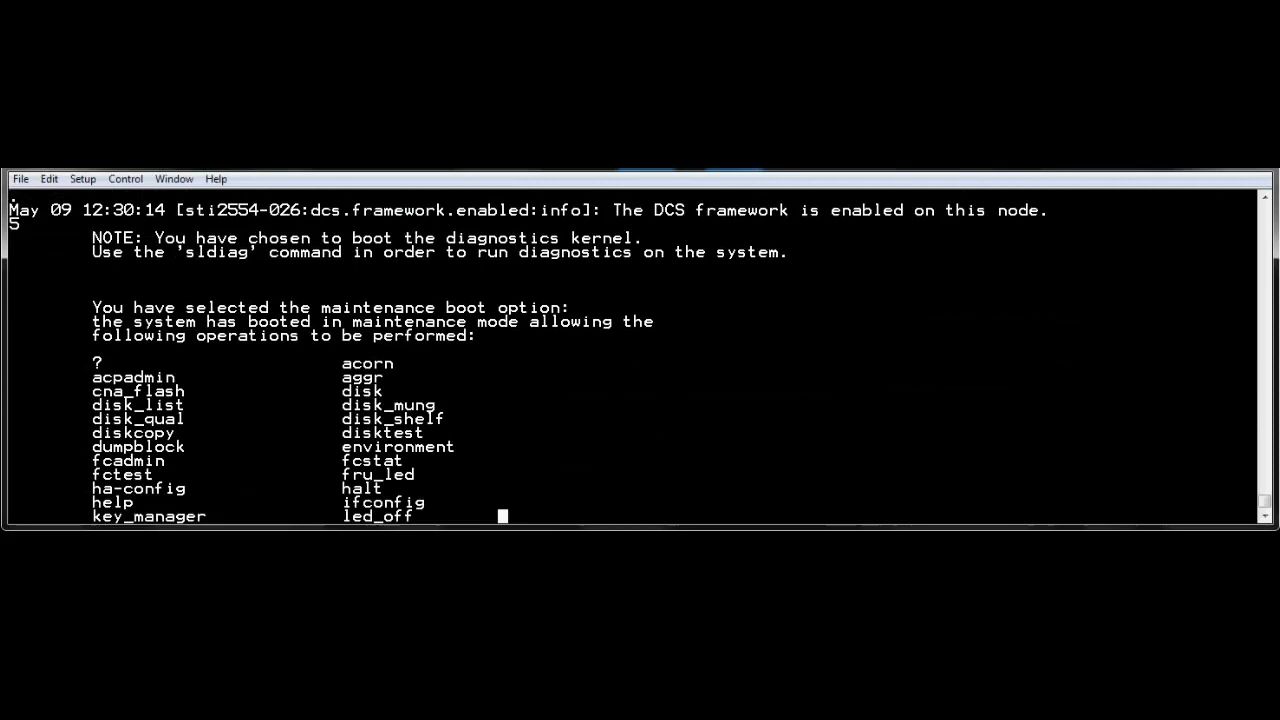 File Edit Setup Control Window Help
.
May 09 12:30:14 [sti2554-026:dcs.framework.enabled:info]: The DCS framework is enabled on this node.
5
NOTE: You have chosen to boot the diagnostics kernel.
Use the 'sldiag' command in order to run diagnostics on the system.
You have selected the maintenance boot option:
the system has booted in maintenance mode allowing the
following operations to be performed:
? acorn
acpadmin aggr
cna_flash disk
disk_list disk_mung
disk_qual disk_shelf
diskcopy disktest
dumpblock environment
fcadmin fcstat
fctest fru_led
ha-config halt
help ifconfig
key_manager led_off